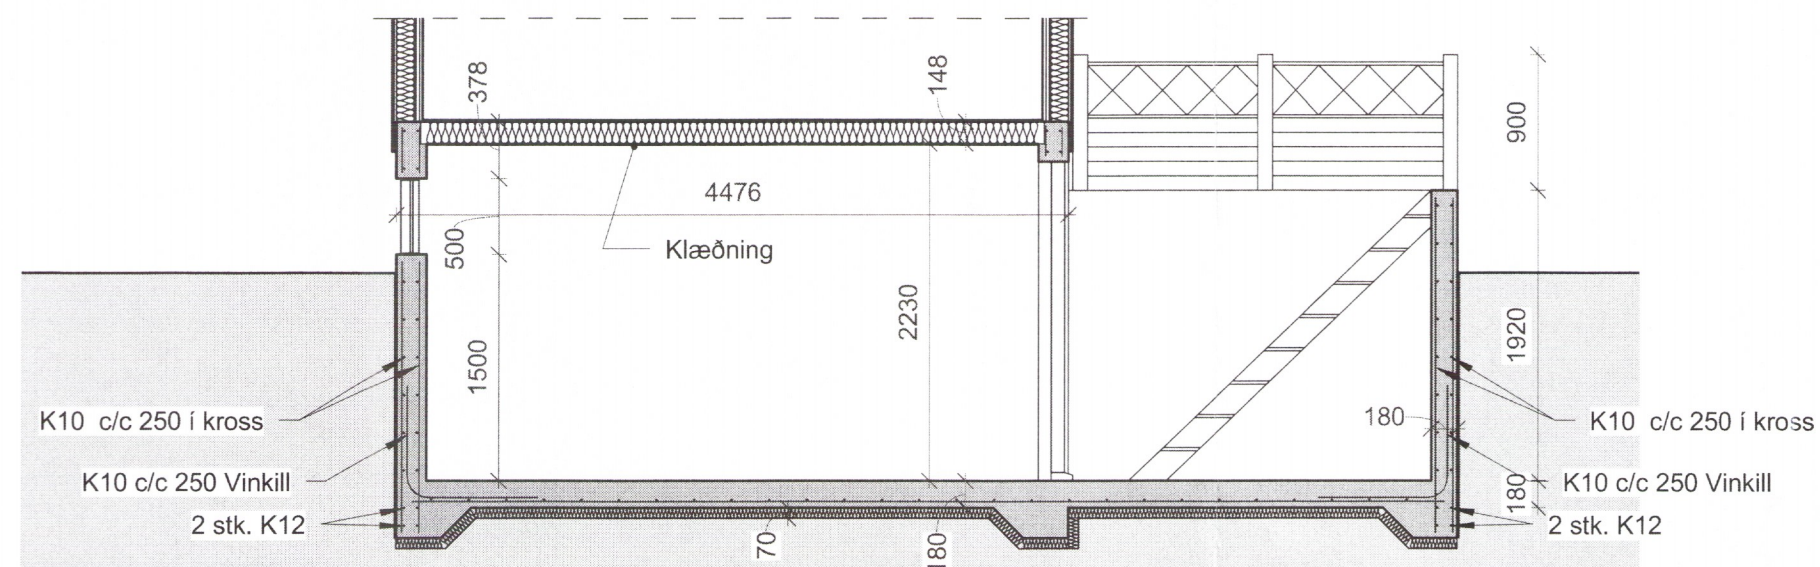 378
148
900
4476
500
Klæðning
2230
1920
1500
180
K10 c/c 250 í kross
K10 c/c 250 í kross
K10 c/c 250 Vinkill
K10 c/c 250 Vinkill
180
2 stk. K12
2 stk. K12
70
180